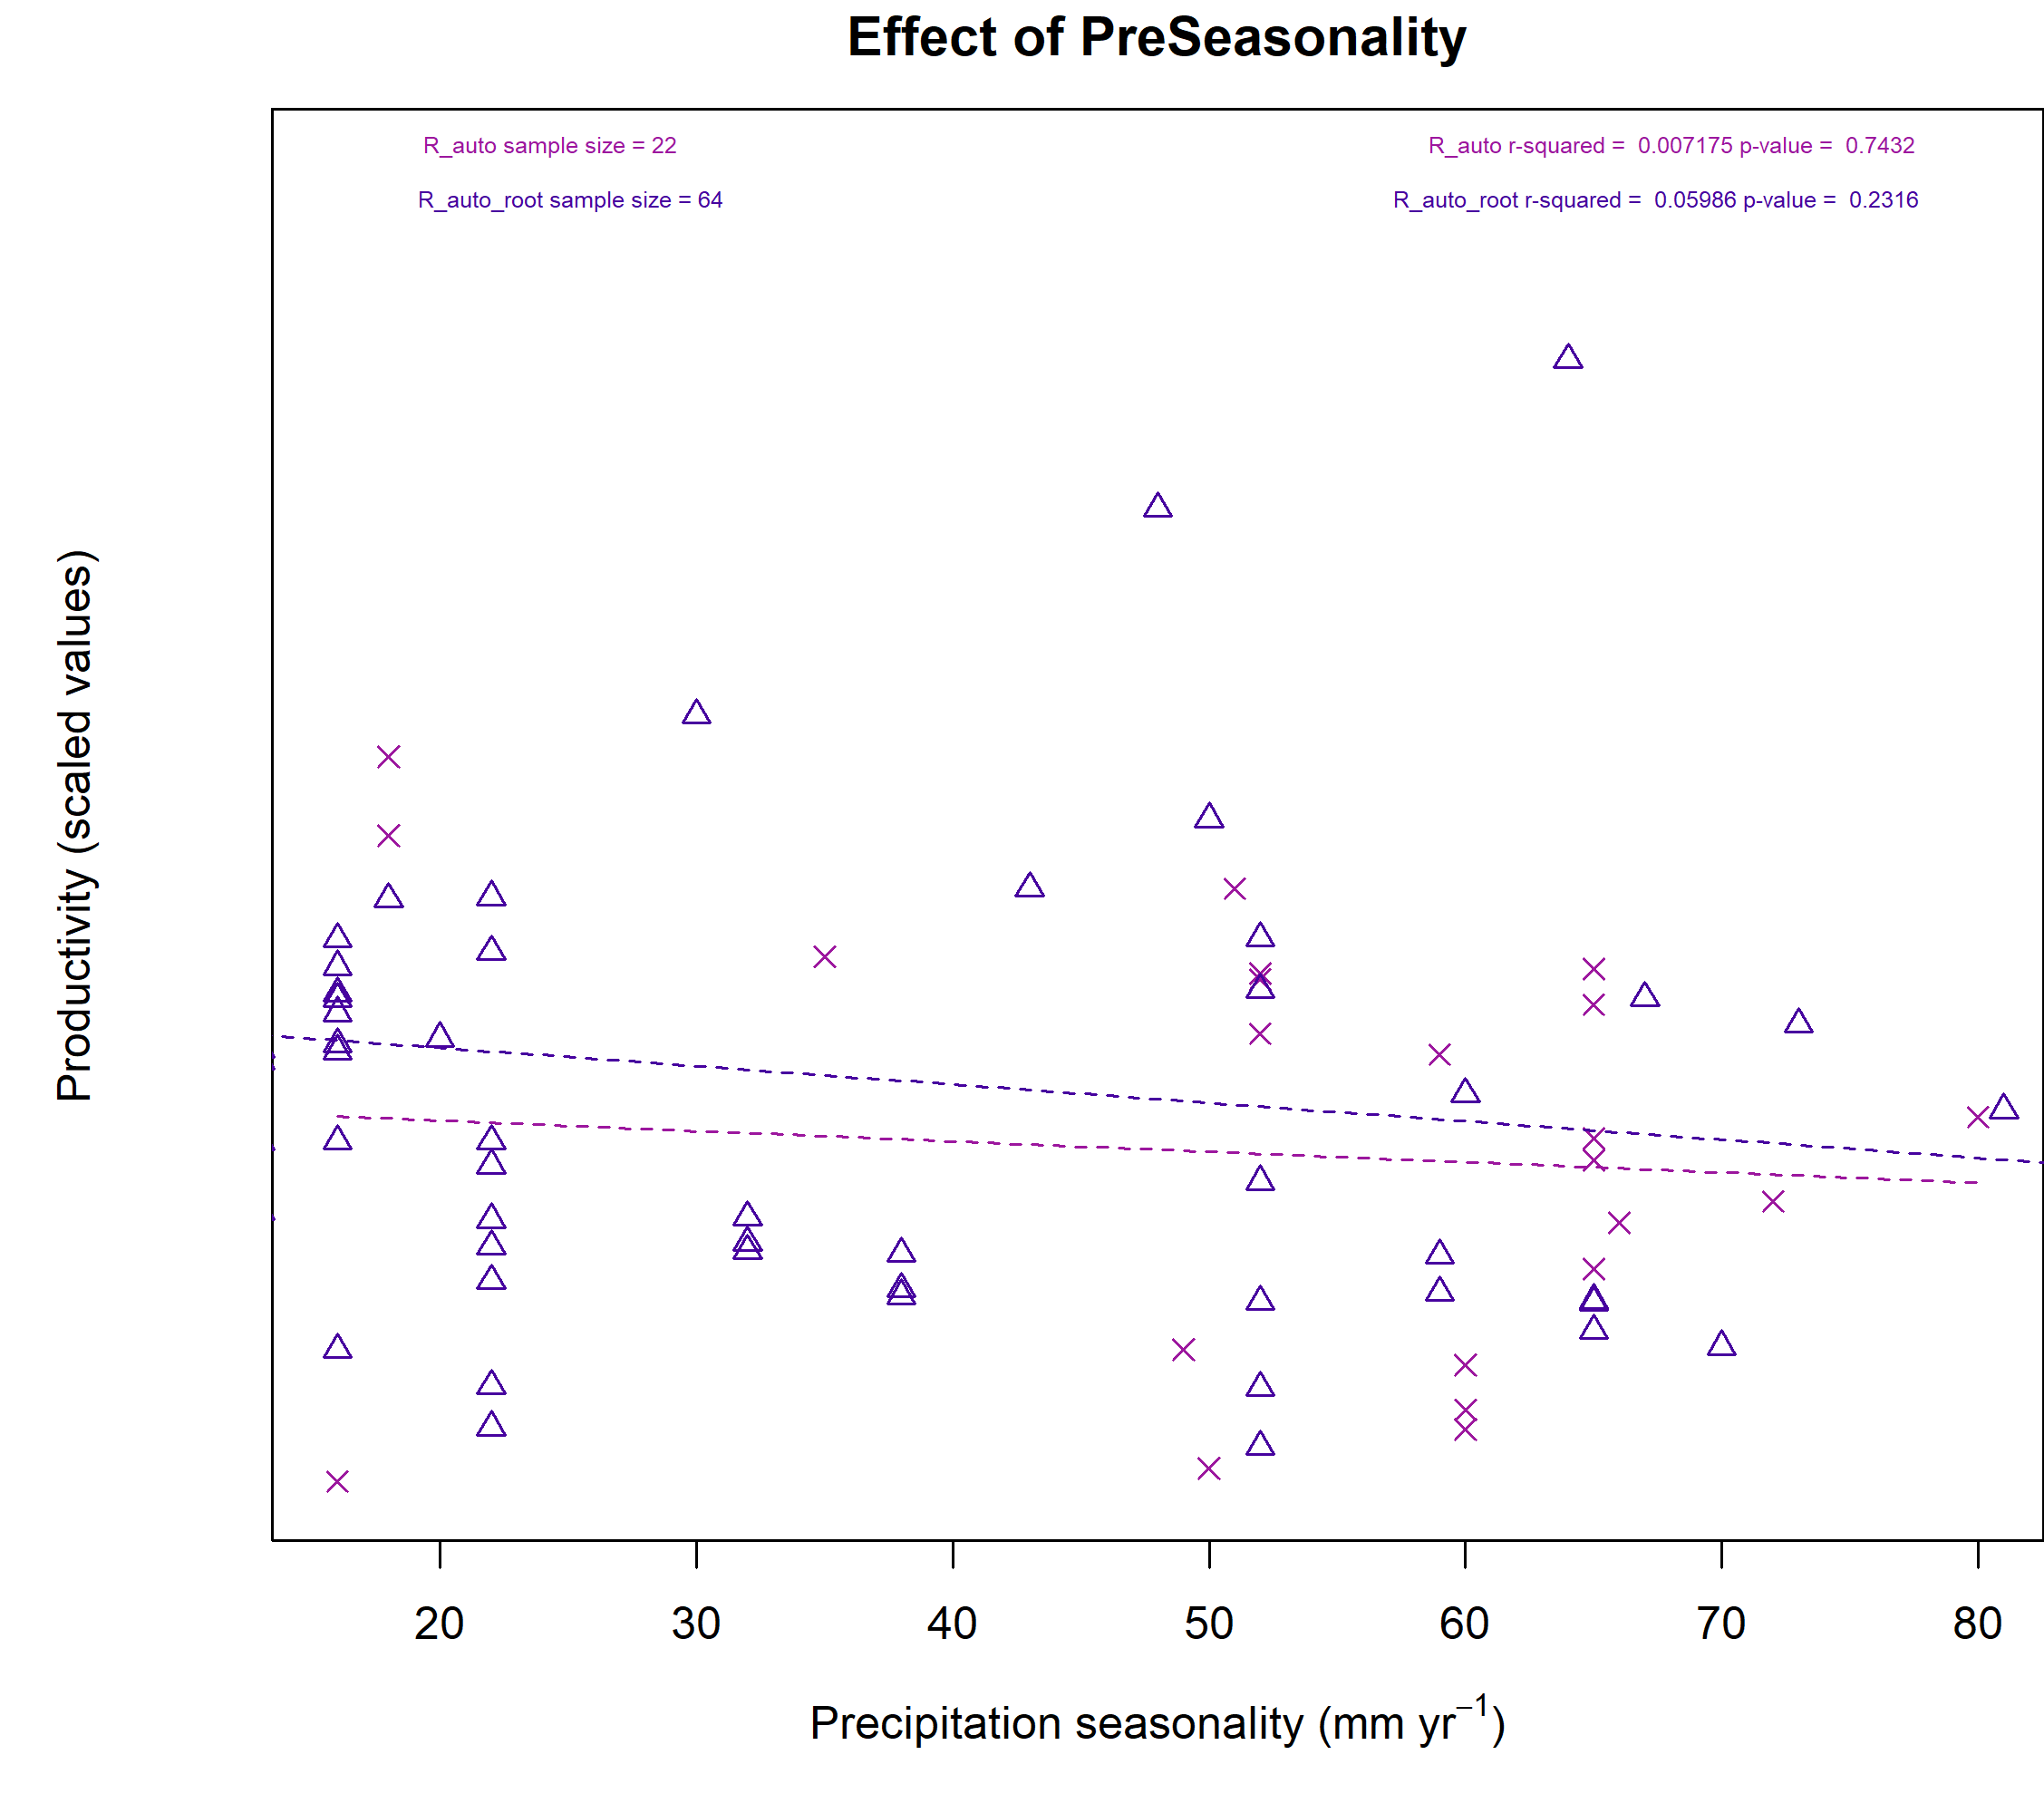 Effect of PreSeasonality
R_auto sample size = 22
R_auto r-squared =  0.007175 p-value =  0.7432
R_auto_root sample size = 64
R_auto_root r-squared =  0.05986 p-value =  0.2316
Productivity (scaled values)
20 30 40 50 60 70 80
Precipitation seasonality (mm yr⁻¹)